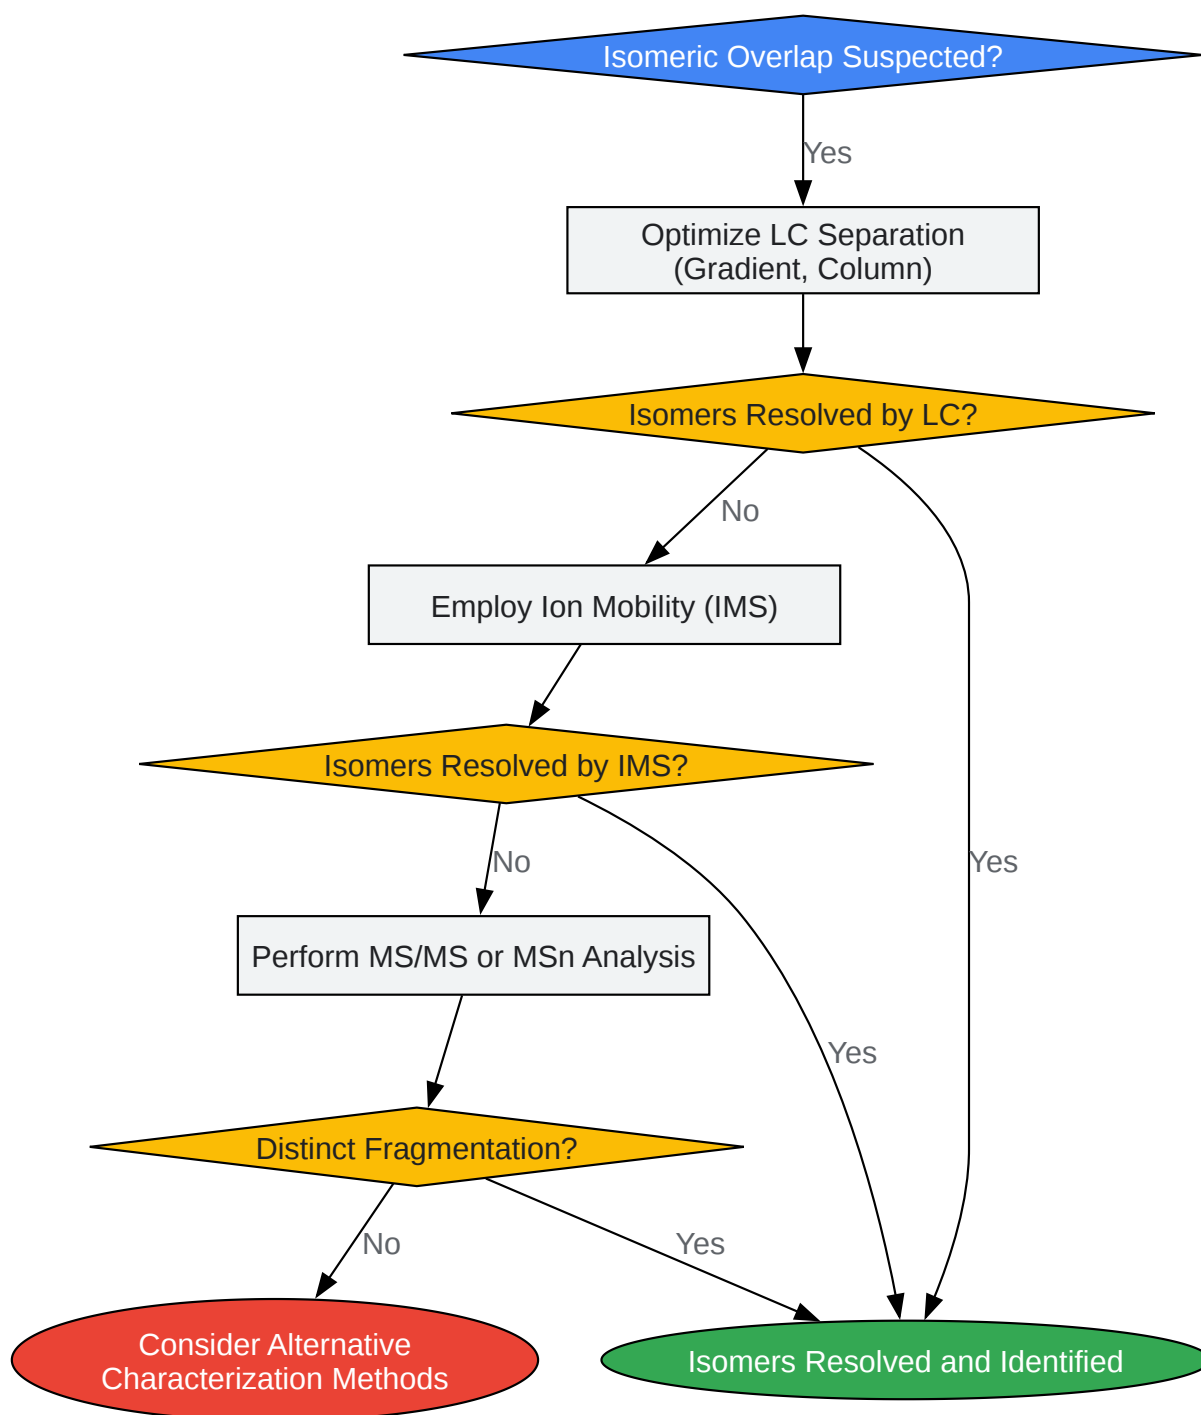 Isomeric Overlap Suspected?
Yes
Optimize LC Separation
(Gradient, Column)
Isomers Resolved by LC?
No
Employ Ion Mobility (IMS)
Isomers Resolved by IMS?
No
Yes
Perform MS/MS or MSn Analysis
Yes
Distinct Fragmentation?
No
Yes
Consider Alternative
Characterization Methods
Isomers Resolved and Identified